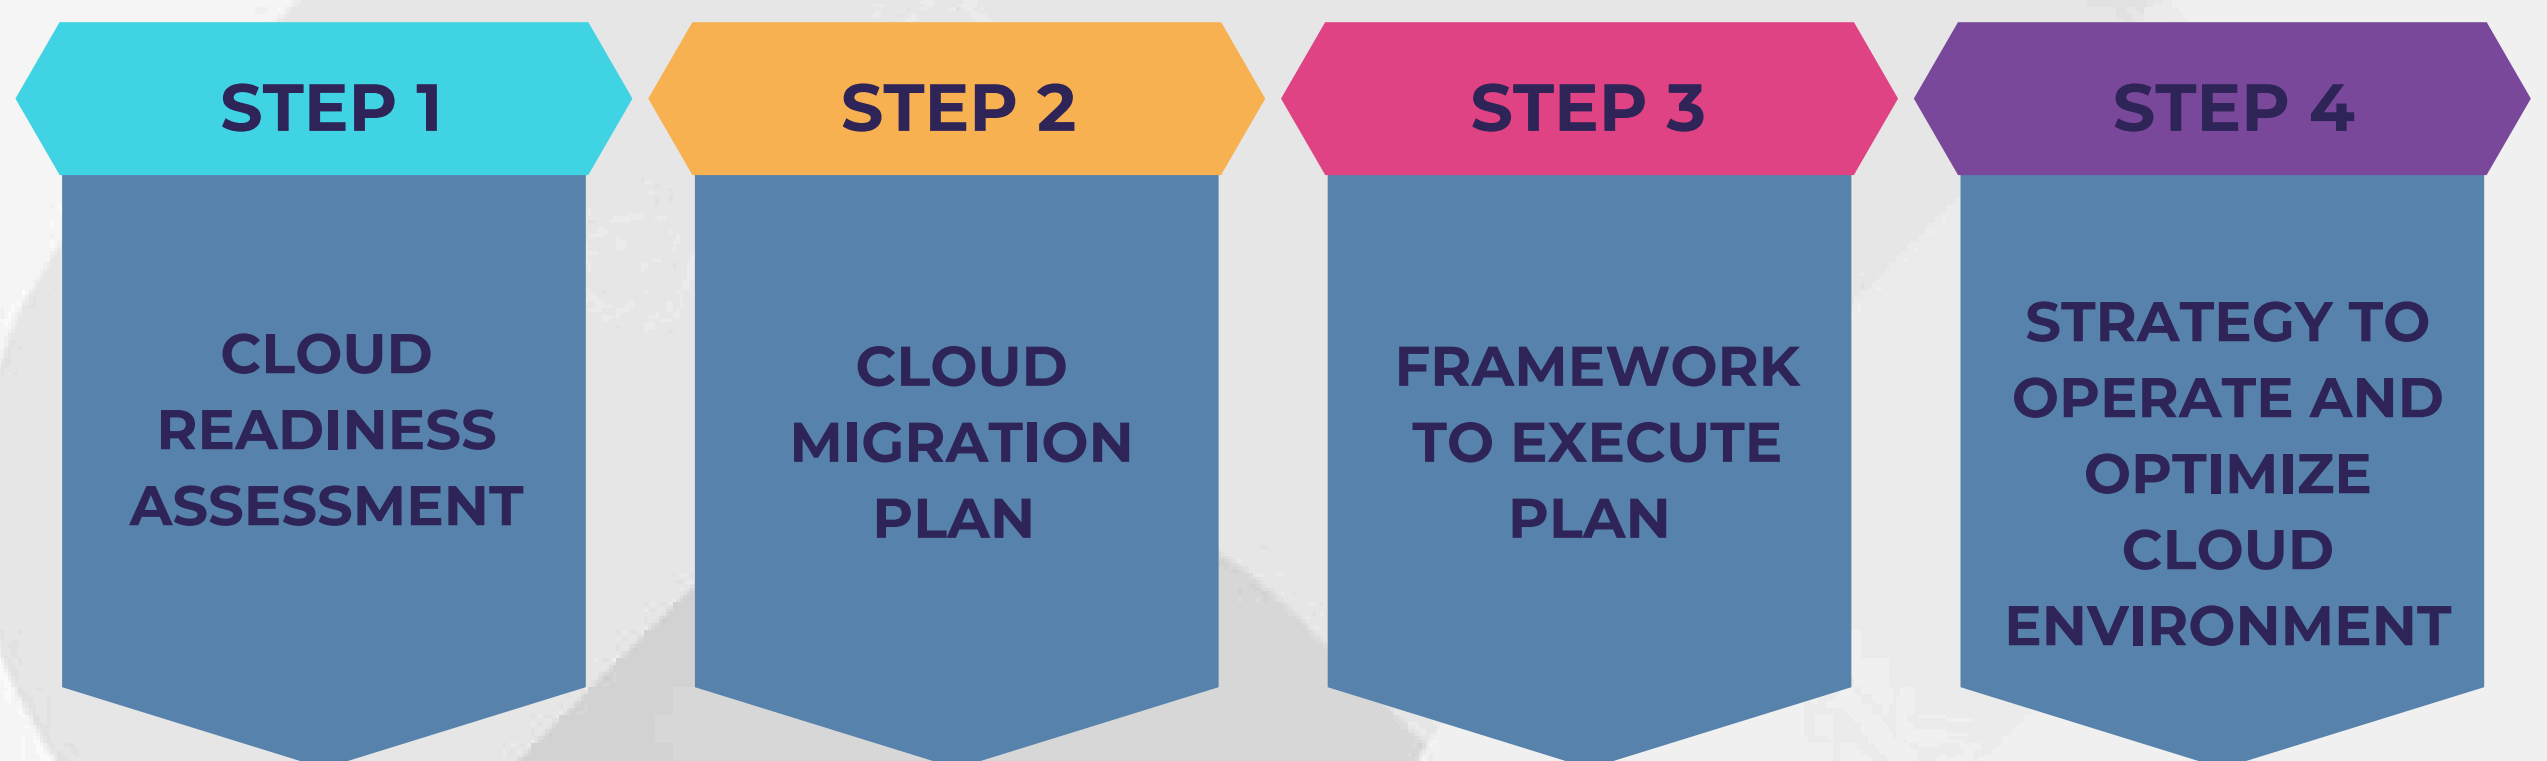 STEP 1
CLOUD
READINESS
ASSESSMENT
STEP 2
CLOUD
MIGRATION
PLAN
STEP 3
FRAMEWORK
TO EXECUTE
PLAN
STEP 4
STRATEGY TO
OPERATE AND
OPTIMIZE
CLOUD
ENVIRONMENT